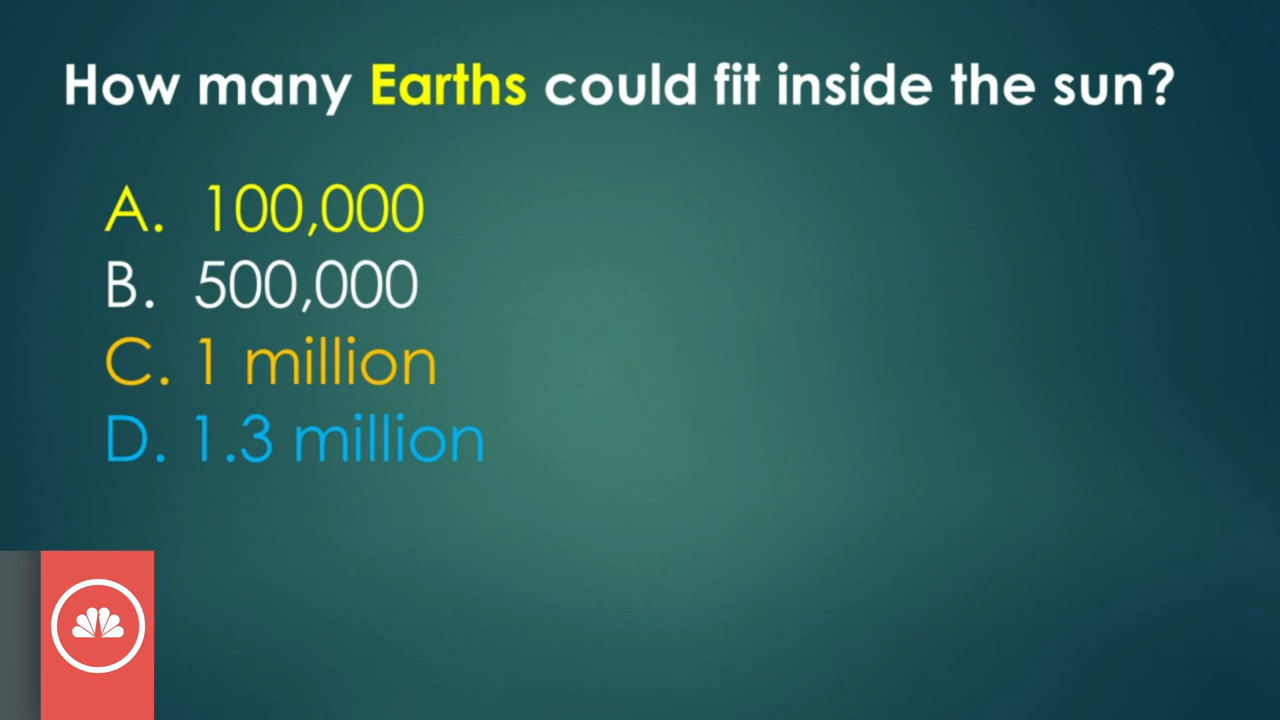 How many Earths could fit inside the sun?
A. 100,000
B. 500,000
C. 1 million
D. 1.3 million